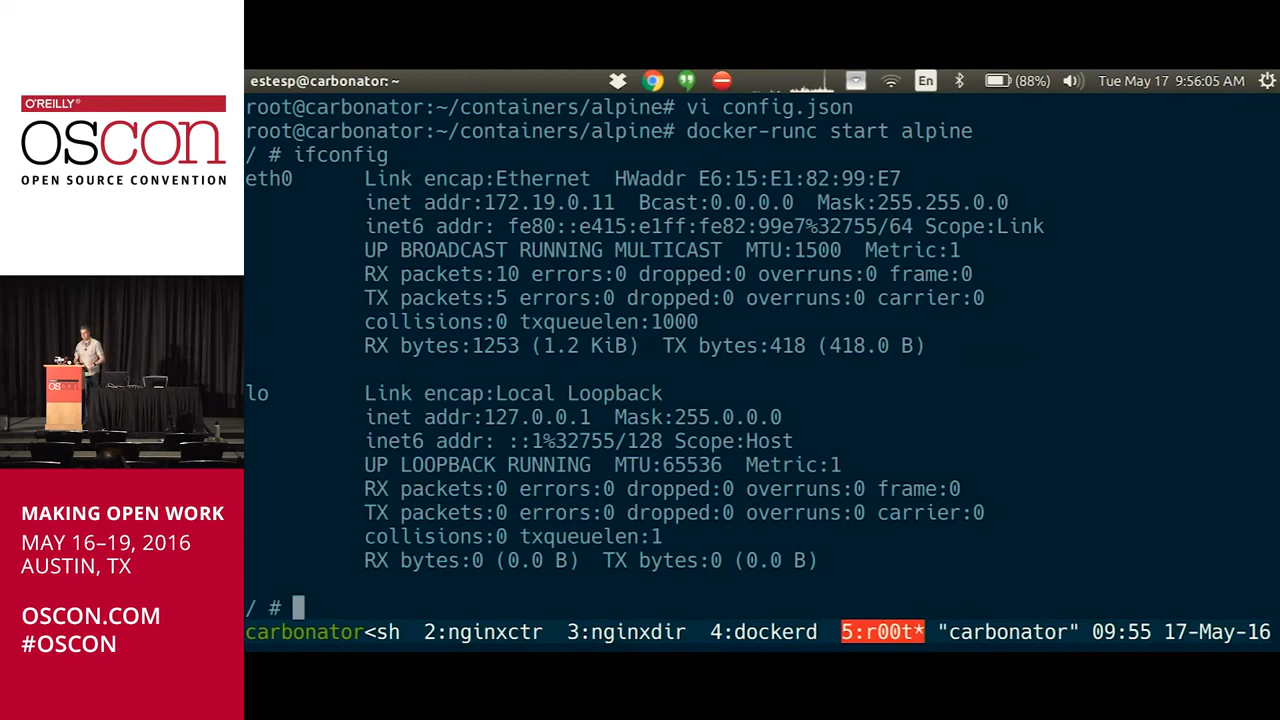 O'REILLY®
OSCON
OPEN SOURCE CONVENTION
MAKING OPEN WORK
MAY 16–19, 2016
AUSTIN, TX
OSCON.COM
#OSCON
estesp@carbonator: ~
En
(88%)
Tue May 17 9:56:05 AM
root@carbonator:~/containers/alpine# vi config.json
root@carbonator:~/containers/alpine# docker-runc start alpine
/ # ifconfig
eth0 Link encap:Ethernet HWaddr E6:15:E1:82:99:E7
inet addr:172.19.0.11 Bcast:0.0.0.0 Mask:255.255.0.0
inet6 addr: fe80::e415:e1ff:fe82:99e7%32755/64 Scope:Link
UP BROADCAST RUNNING MULTICAST MTU:1500 Metric:1
RX packets:10 errors:0 dropped:0 overruns:0 frame:0
TX packets:5 errors:0 dropped:0 overruns:0 carrier:0
collisions:0 txqueuelen:1000
RX bytes:1253 (1.2 KiB) TX bytes:418 (418.0 B)
lo Link encap:Local Loopback
inet addr:127.0.0.1 Mask:255.0.0.0
inet6 addr: ::1%32755/128 Scope:Host
UP LOOPBACK RUNNING MTU:65536 Metric:1
RX packets:0 errors:0 dropped:0 overruns:0 frame:0
TX packets:0 errors:0 dropped:0 overruns:0 carrier:0
collisions:0 txqueuelen:1
RX bytes:0 (0.0 B) TX bytes:0 (0.0 B)
/ #
carbonator<sh 2:nginxctr 3:nginxdir 4:dockerd 5:r00t* "carbonator" 09:55 17-May-16